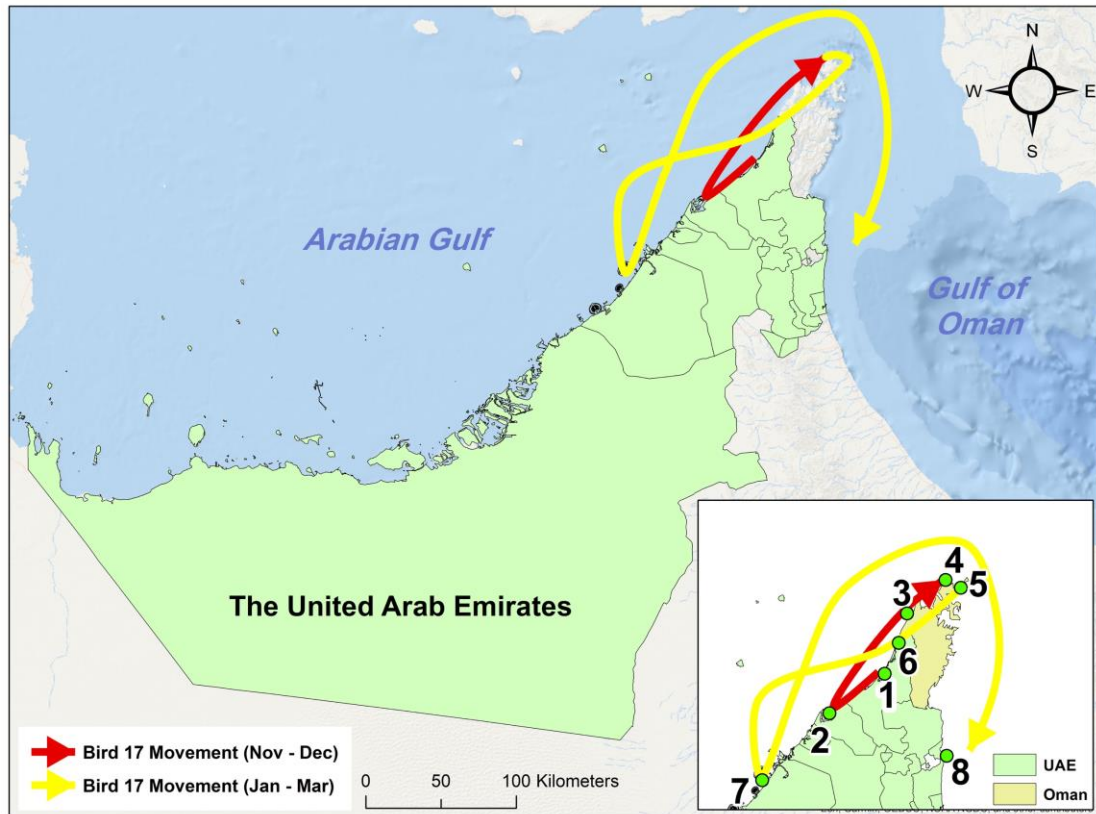 N
W
E
S
Arabian Gulf
Gulf of
Oman
The United Arab Emirates
Bird 17 Movement (Nov - Dec)
Bird 17 Movement (Jan - Mar)
0 50 100 Kilometers
4
5
3
6
1
2
7
8
UAE
Oman